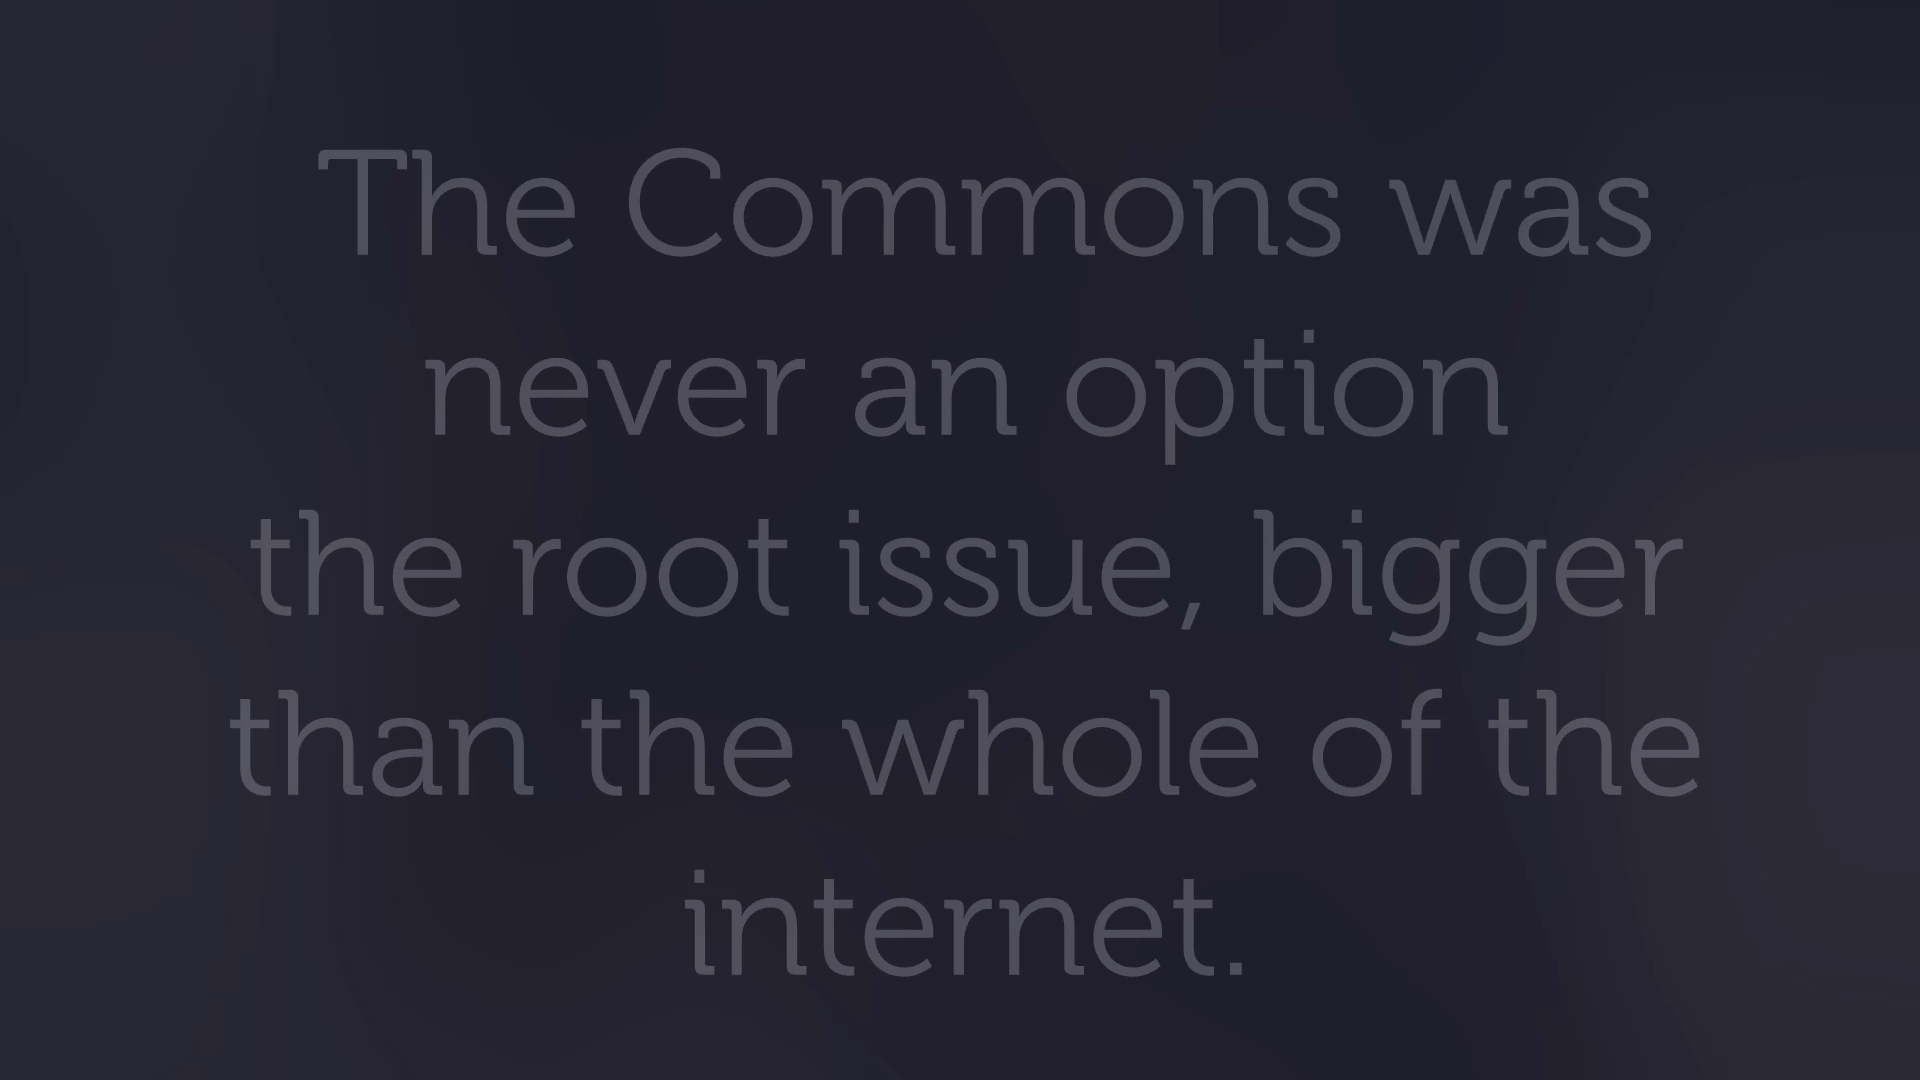 The Commons was
never an option
the root issue, bigger
than the whole of the
internet.